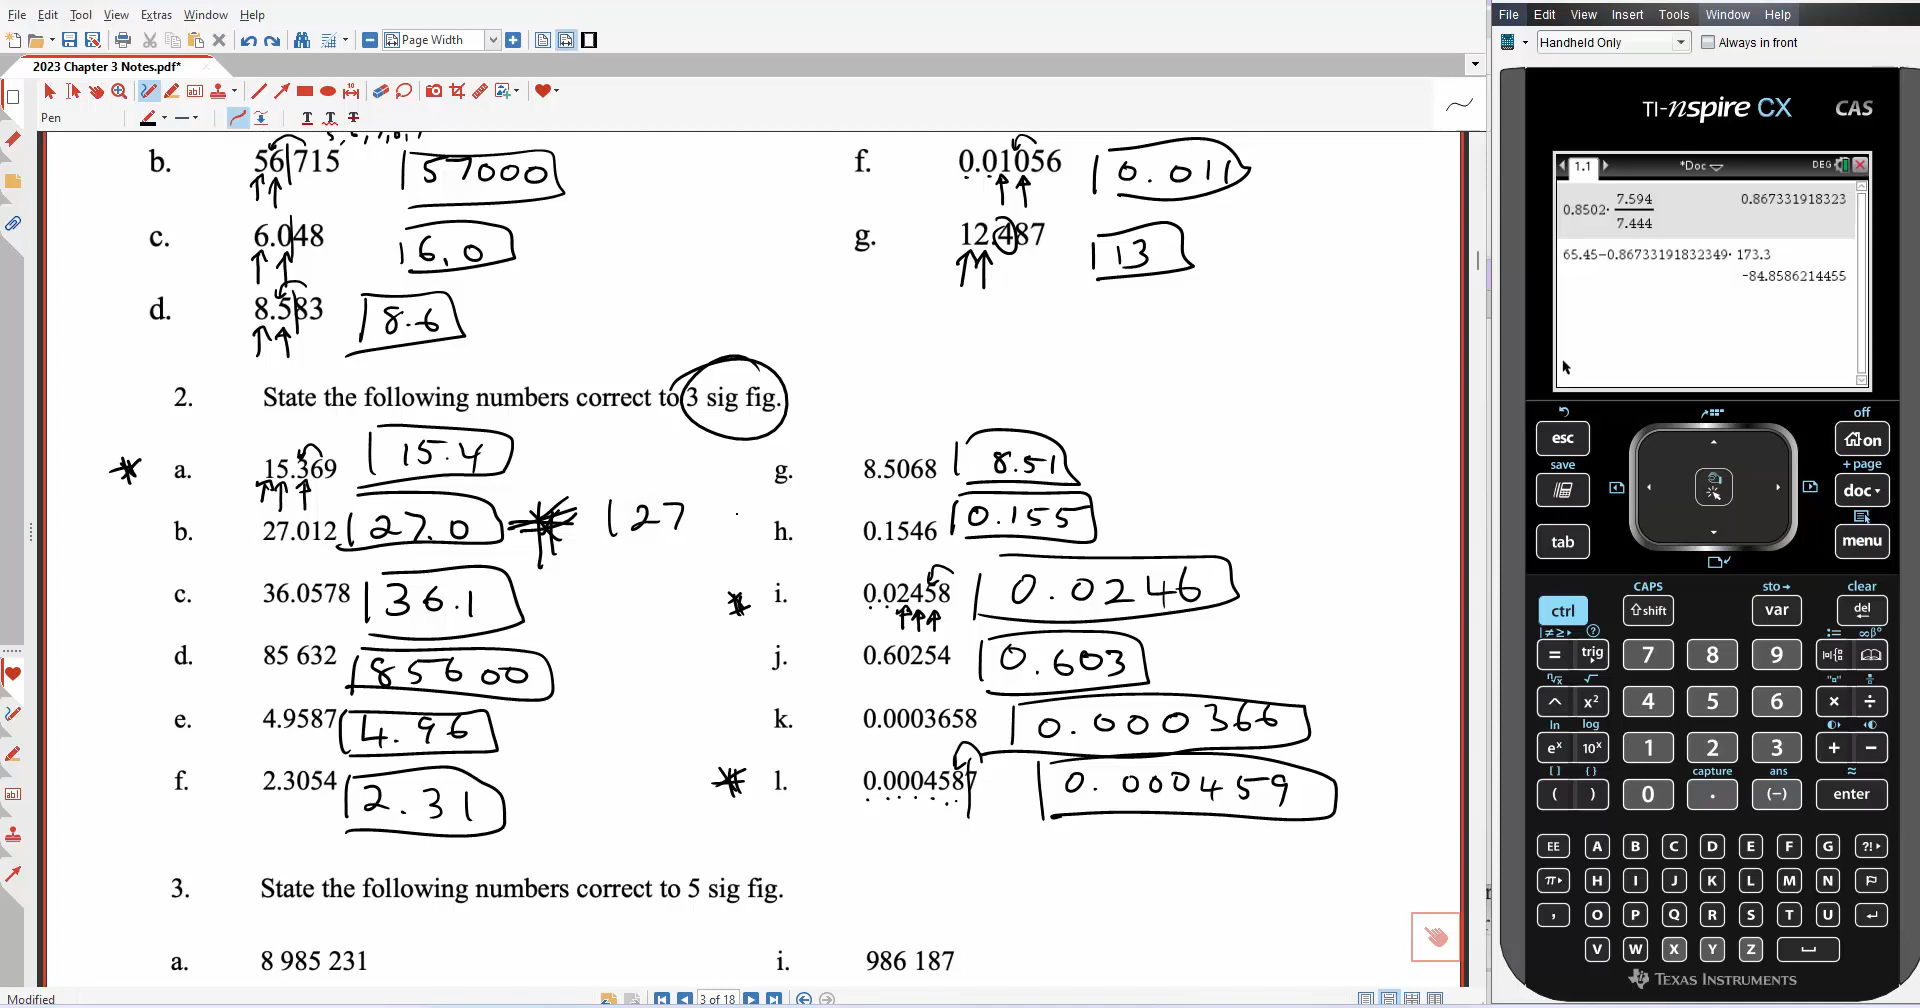 File Edit Tool View Extras Window Help
Page Width
2023 Chapter 3 Notes.pdf*
Pen
b. 56 715 57000
c. 6.048 6.0
d. 8.583 8.6
f. 0.01056 0.011
g. 12.487 13
2. State the following numbers correct to 3 sig fig.
a. 15.369 15.4
b. 27.012 27.0 27
c. 36.0578 36.1
d. 85 632 85600
e. 4.9587 4.96
f. 2.3054 2.31
g. 8.5068 8.51
h. 0.1546 0.155
i. 0.02458 0.0246
j. 0.60254 0.603
k. 0.0003658 0.000366
l. 0.0004587 0.000459
3. State the following numbers correct to 5 sig fig.
a. 8 985 231
i. 986 187
Modified
3 of 18
File Edit View Insert Tools Window Help
Handheld Only Always in front
TI-nspire CX CAS
1.1 *Doc DEG
0.8502· 7.594
7.444
0.867331918323
65.45−0.86733191832349·173.3
-84.8586214455
off
esc on
save +page
doc
tab menu
CAPS sto→ clear
ctrl shift var del
= trig 7 8 9
^ x² 4 5 6 × ÷
ln log
eˣ 10ˣ 1 2 3 + −
[] {} capture ans ≈
( ) 0 . (−) enter
EE A B C D E F G ?!
π H I J K L M N
, O P Q R S T U
V W X Y Z
TEXAS INSTRUMENTS